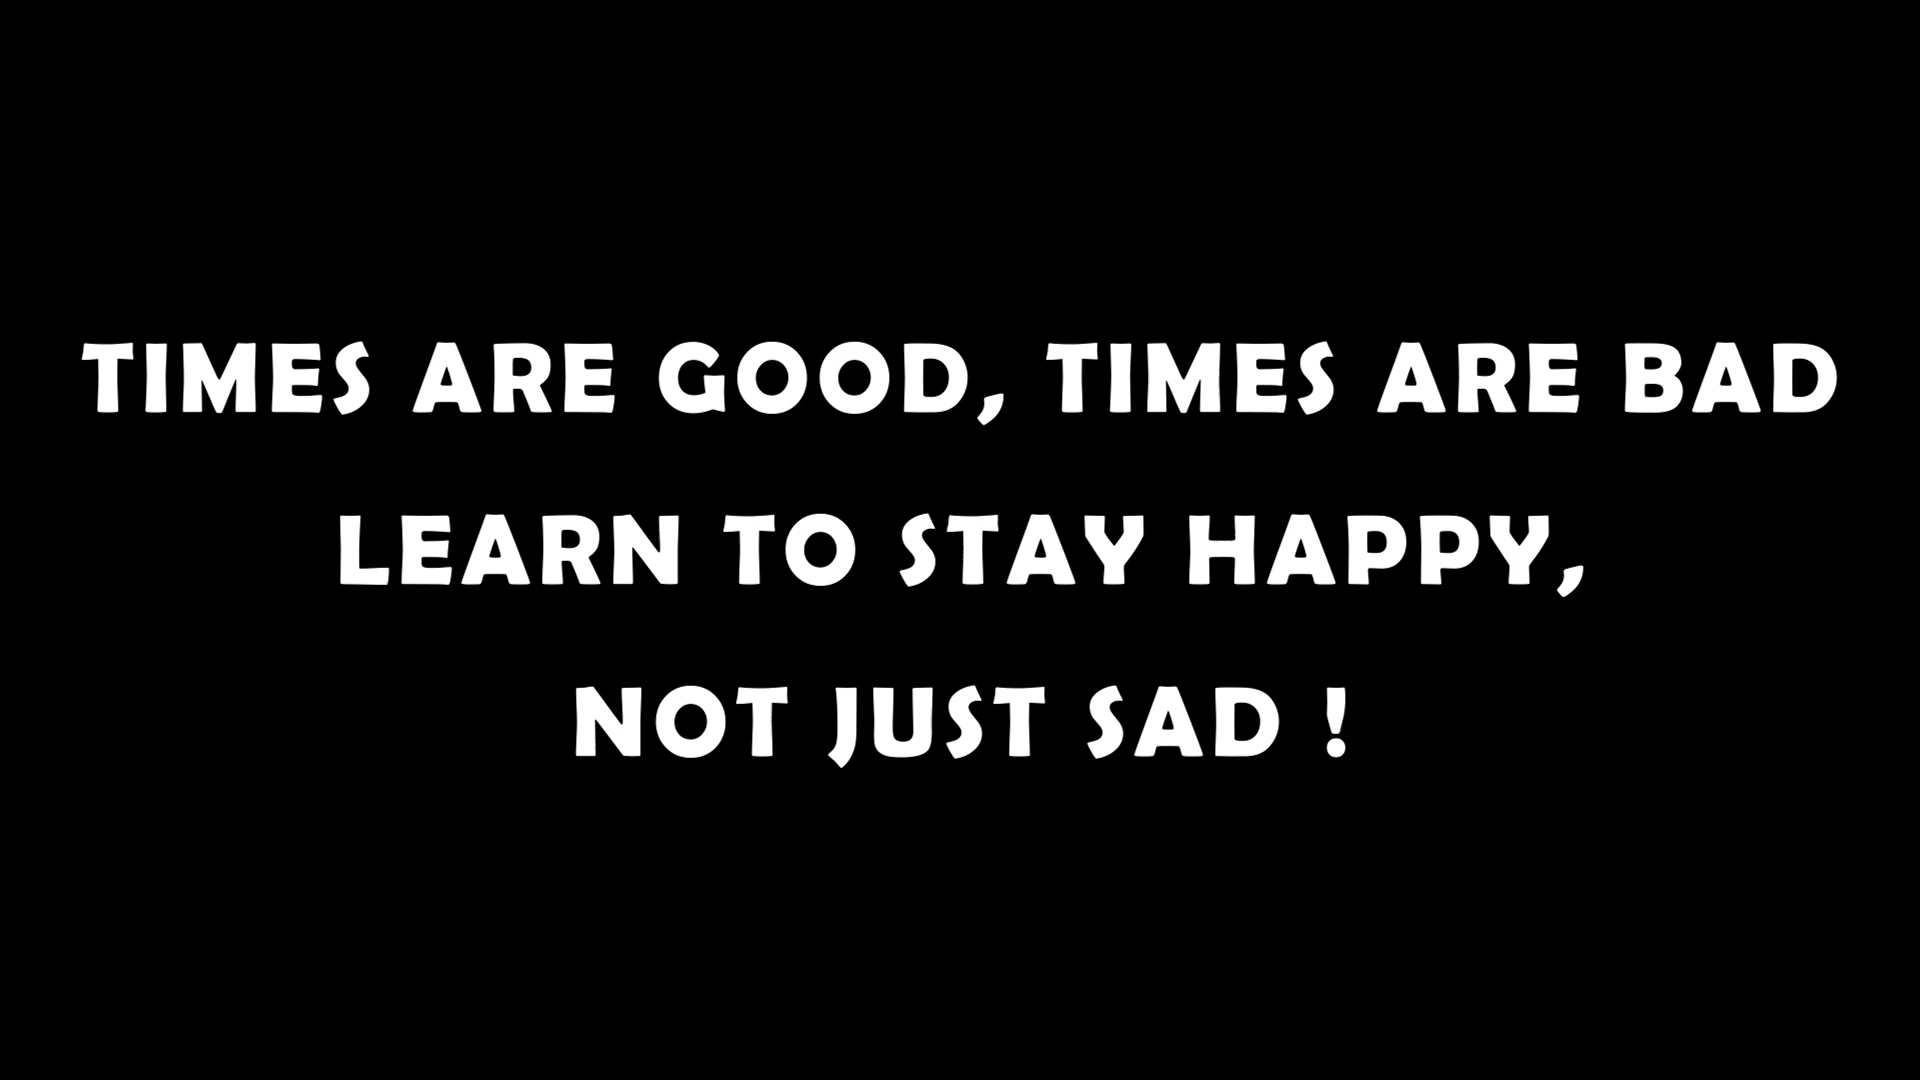 TIMES ARE GOOD, TIMES ARE BAD
LEARN TO STAY HAPPY,
NOT JUST SAD !